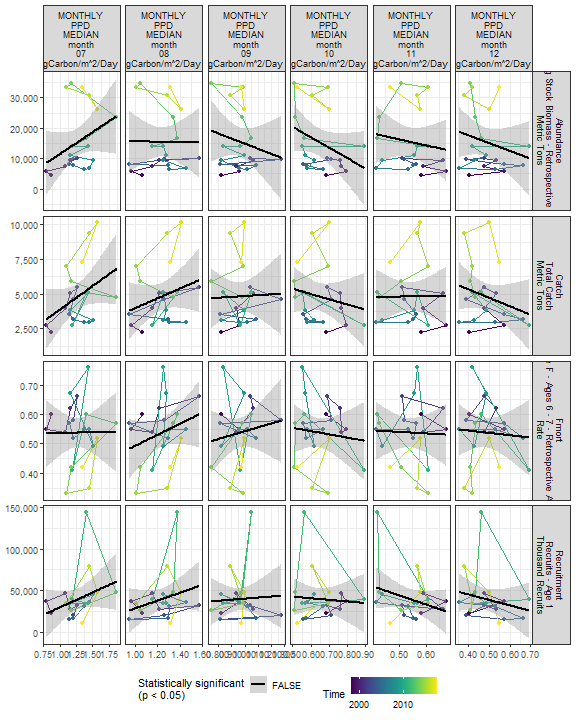 MONTHLY MONTHLY MONTHLY MONTHLY MONTHLY MONTHLY
PPD PPD PPD PPD PPD PPD
MEDIAN MEDIAN MEDIAN MEDIAN MEDIAN MEDIAN
month month month month month month
07 08 09 10 11 12
gCarbon/m^2/Day gCarbon/m^2/Day gCarbon/m^2/Day gCarbon/m^2/Day gCarbon/m^2/Day gCarbon/m^2/Day
30,000
20,000
10,000
0
Abundance
Stock Biomass - Retrospective
Metric Tons
10,000
7,500
5,000
2,500
Catch
Total Catch
Metric Tons
0.70
0.60
0.50
0.40
Fmort
F - Ages 6 - 7 - Retrospective
Rate
150,000
100,000
50,000
0
Recruitment
Recruits - Age 1
Thousand Recruits
1.00 1.20 1.40 0.50 0.60 0.40 0.50 0.60 0.70
Statistically significant
(p < 0.05)
FALSE
Time
2000 2010